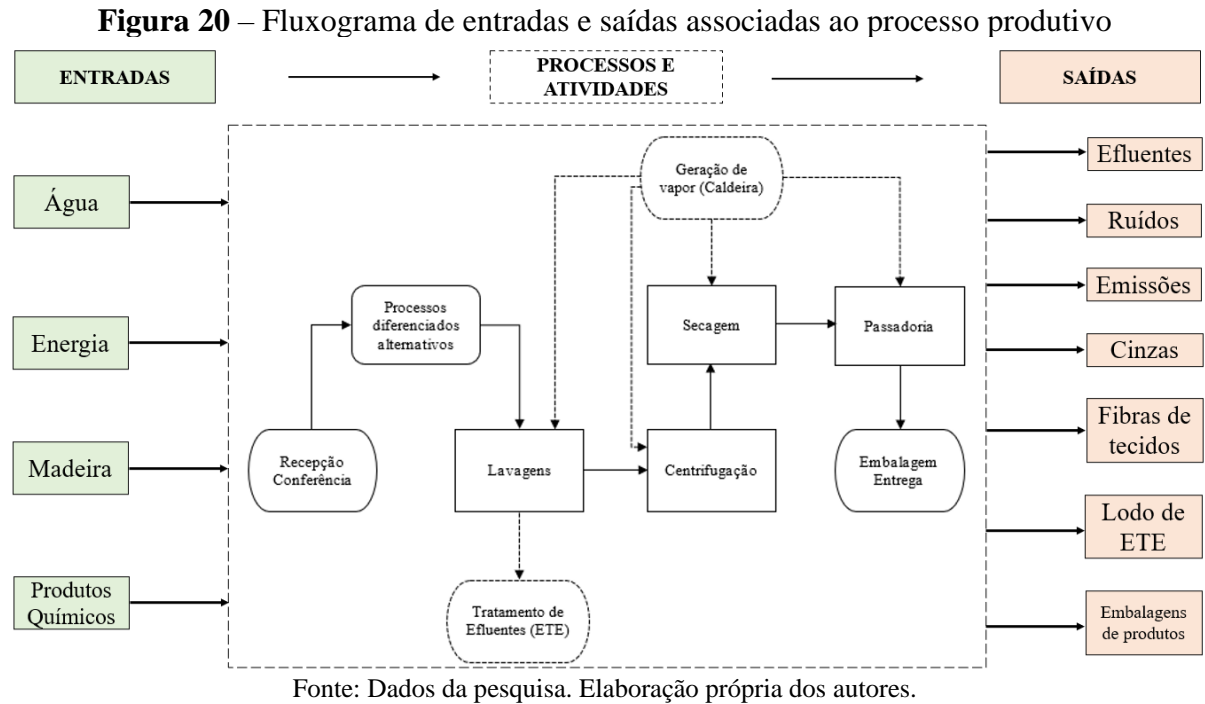 Figura 20 – Fluxograma de entradas e saídas associadas ao processo produtivo
ENTRADAS
PROCESSOS E
ATIVIDADES
SAÍDAS
Água
Energia
Madeira
Produtos
Químicos
Geração de
vapor (Caldeira)
Processos
diferenciados
alternativos
Secagem
Passadoria
Recepção
Conferência
Lavagens
Centrifugação
Embalagem
Entrega
Tratamento de
Efluentes (ETE)
Efluentes
Ruídos
Emissões
Cinzas
Fibras de
tecidos
Lodo de
ETE
Embalagens
de produtos
Fonte: Dados da pesquisa. Elaboração própria dos autores.